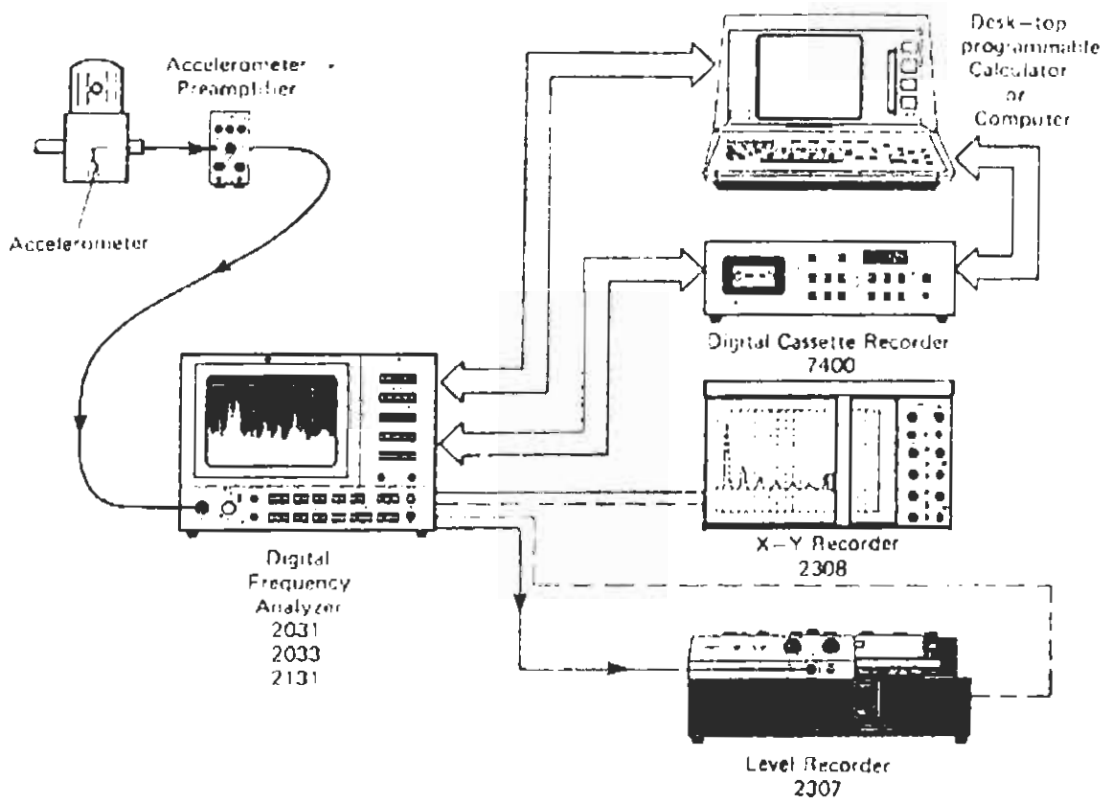 Accelerometer
Preamplifier
Accelerometer
Desk-top
programmable
Calculator
or
Computer
Digital Cassette Recorder
7400
X-Y Recorder
2308
Digital
Frequency
Analyzer
2031
2033
2131
Level Recorder
2307